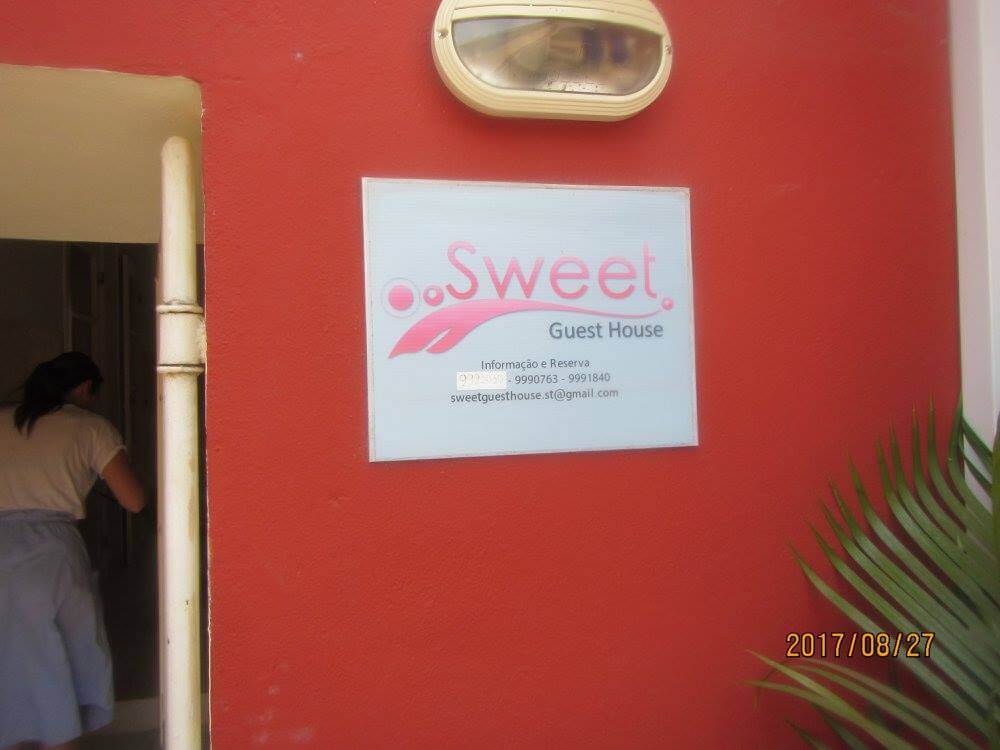 Sweet
Guest House
Informação e Reserva
- 9990763 - 9991840
sweetguesthouse.st@gmail.com
2017/08/27